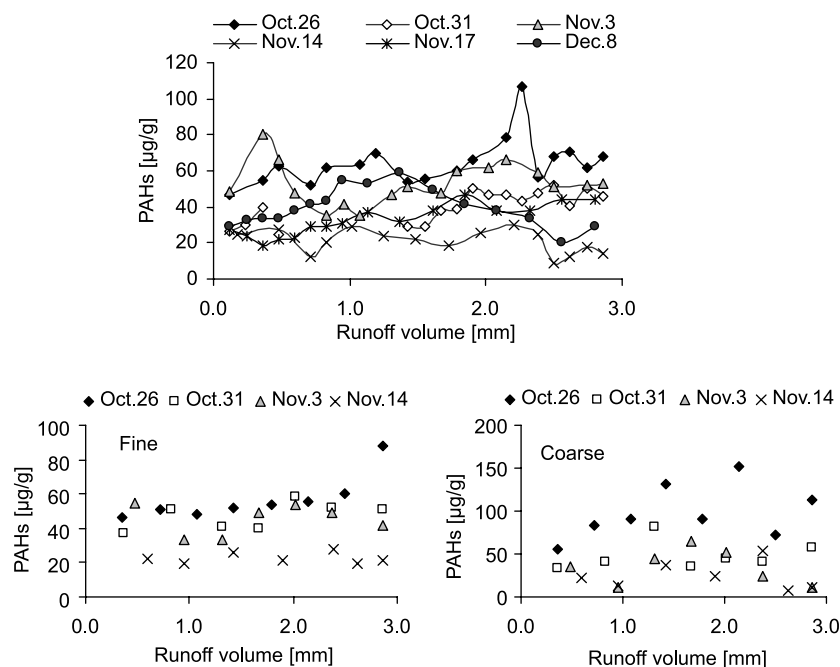 Oct.26 Oct.31 Nov.3
Nov.14 Nov.17 Dec.8
PAHs [µg/g]
120
100
80
60
40
20
0
0.0 1.0 2.0 3.0
Runoff volume [mm]
Oct.26 Oct.31 Nov.3 Nov.14
Fine
PAHs [µg/g]
100
80
60
40
20
0
0.0 1.0 2.0 3.0
Runoff volume [mm]
Oct.26 Oct.31 Nov.3 Nov.14
Coarse
PAHs [µg/g]
200
150
100
50
0
0.0 1.0 2.0 3.0
Runoff volume [mm]